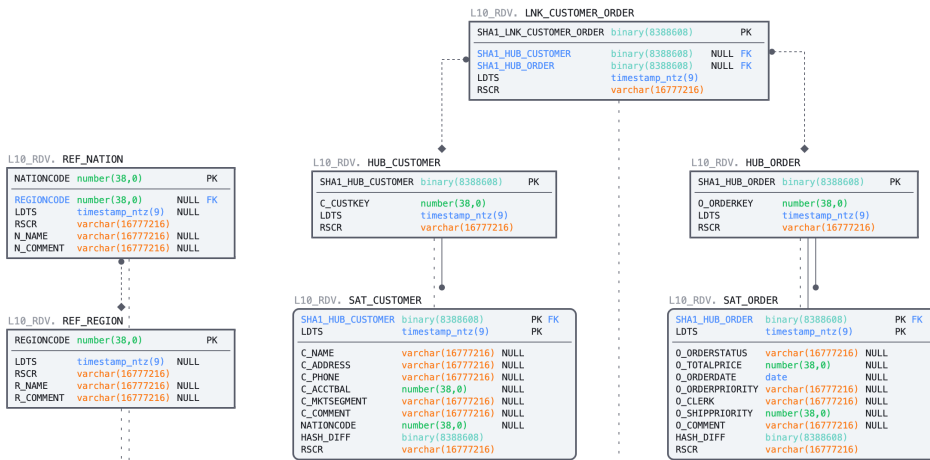 L10_RDV. LNK_CUSTOMER_ORDER
SHA1_LNK_CUSTOMER_ORDER binary(8388608) PK
SHA1_HUB_CUSTOMER binary(8388608) NULL FK
SHA1_HUB_ORDER binary(8388608) NULL FK
LDTS timestamp_ntz(9)
RSCR varchar(16777216)
L10_RDV. REF_NATION
NATIONCODE number(38,0) PK
REGIONCODE number(38,0) NULL FK
LDTS timestamp_ntz(9) NULL
RSCR varchar(16777216)
N_NAME varchar(16777216) NULL
N_COMMENT varchar(16777216) NULL
L10_RDV. HUB_CUSTOMER
SHA1_HUB_CUSTOMER binary(8388608) PK
C_CUSTKEY number(38,0)
LDTS timestamp_ntz(9)
RSCR varchar(16777216)
L10_RDV. HUB_ORDER
SHA1_HUB_ORDER binary(8388608) PK
O_ORDERKEY number(38,0)
LDTS timestamp_ntz(9)
RSCR varchar(16777216)
L10_RDV. REF_REGION
REGIONCODE number(38,0) PK
LDTS timestamp_ntz(9) NULL
RSCR varchar(16777216)
R_NAME varchar(16777216) NULL
R_COMMENT varchar(16777216) NULL
L10_RDV. SAT_CUSTOMER
SHA1_HUB_CUSTOMER binary(8388608) PK FK
LDTS timestamp_ntz(9) PK
C_NAME varchar(16777216) NULL
C_ADDRESS varchar(16777216) NULL
C_PHONE varchar(16777216) NULL
C_ACCTBAL number(38,0) NULL
C_MKTSEGMENT varchar(16777216) NULL
C_COMMENT varchar(16777216) NULL
NATIONCODE number(38,0) NULL
HASH_DIFF binary(8388608)
RSCR varchar(16777216)
L10_RDV. SAT_ORDER
SHA1_HUB_ORDER binary(8388608) PK FK
LDTS timestamp_ntz(9) PK
O_ORDERSTATUS varchar(16777216) NULL
O_TOTALPRICE number(38,0) NULL
O_ORDERDATE date NULL
O_ORDERPRIORITY varchar(16777216) NULL
O_CLERK varchar(16777216) NULL
O_SHIPPRIORITY number(38,0) NULL
O_COMMENT varchar(16777216) NULL
HASH_DIFF binary(8388608)
RSCR varchar(16777216)